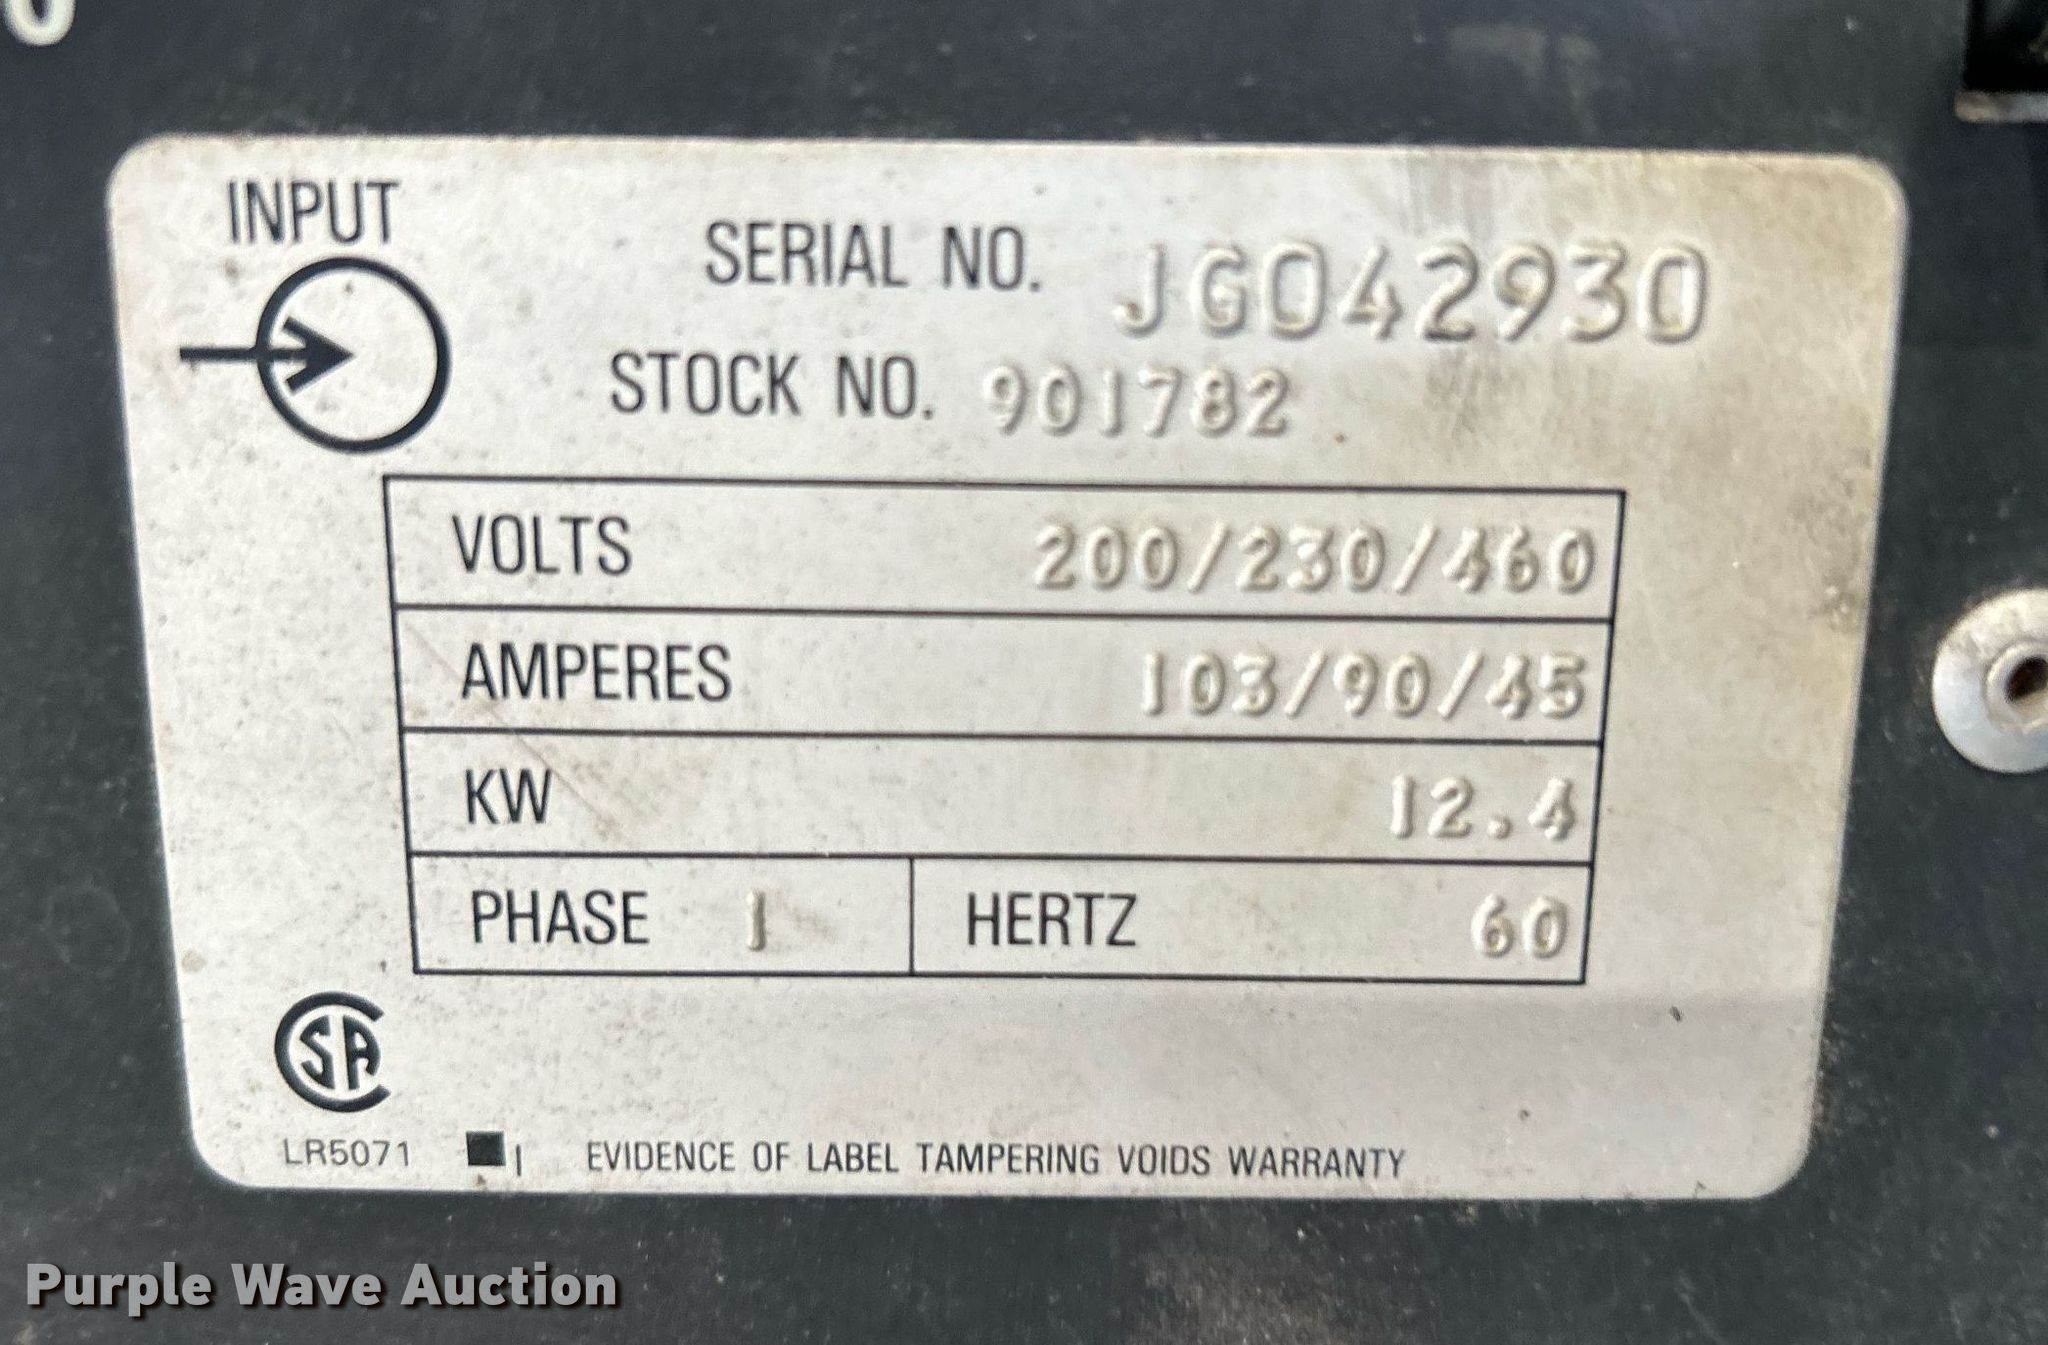 INPUT
SERIAL NO. JG042930
STOCK NO. 901782
VOLTS 200/230/460
AMPERES 103/90/45
KW 12.4
PHASE 1 HERTZ 60
CSA
LR5071 EVIDENCE OF LABEL TAMPERING VOIDS WARRANTY
Purple Wave Auction